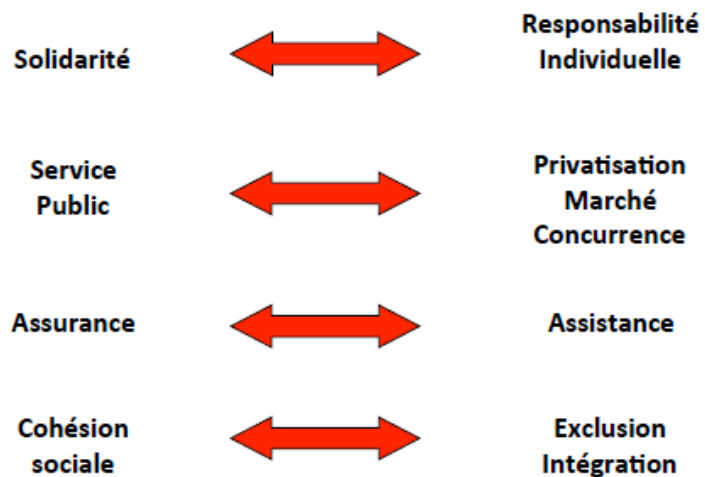 Solidarité
Responsabilité
Individuelle
Service
Public
Privatisation
Marché
Concurrence
Assurance
Assistance
Cohésion
sociale
Exclusion
Intégration